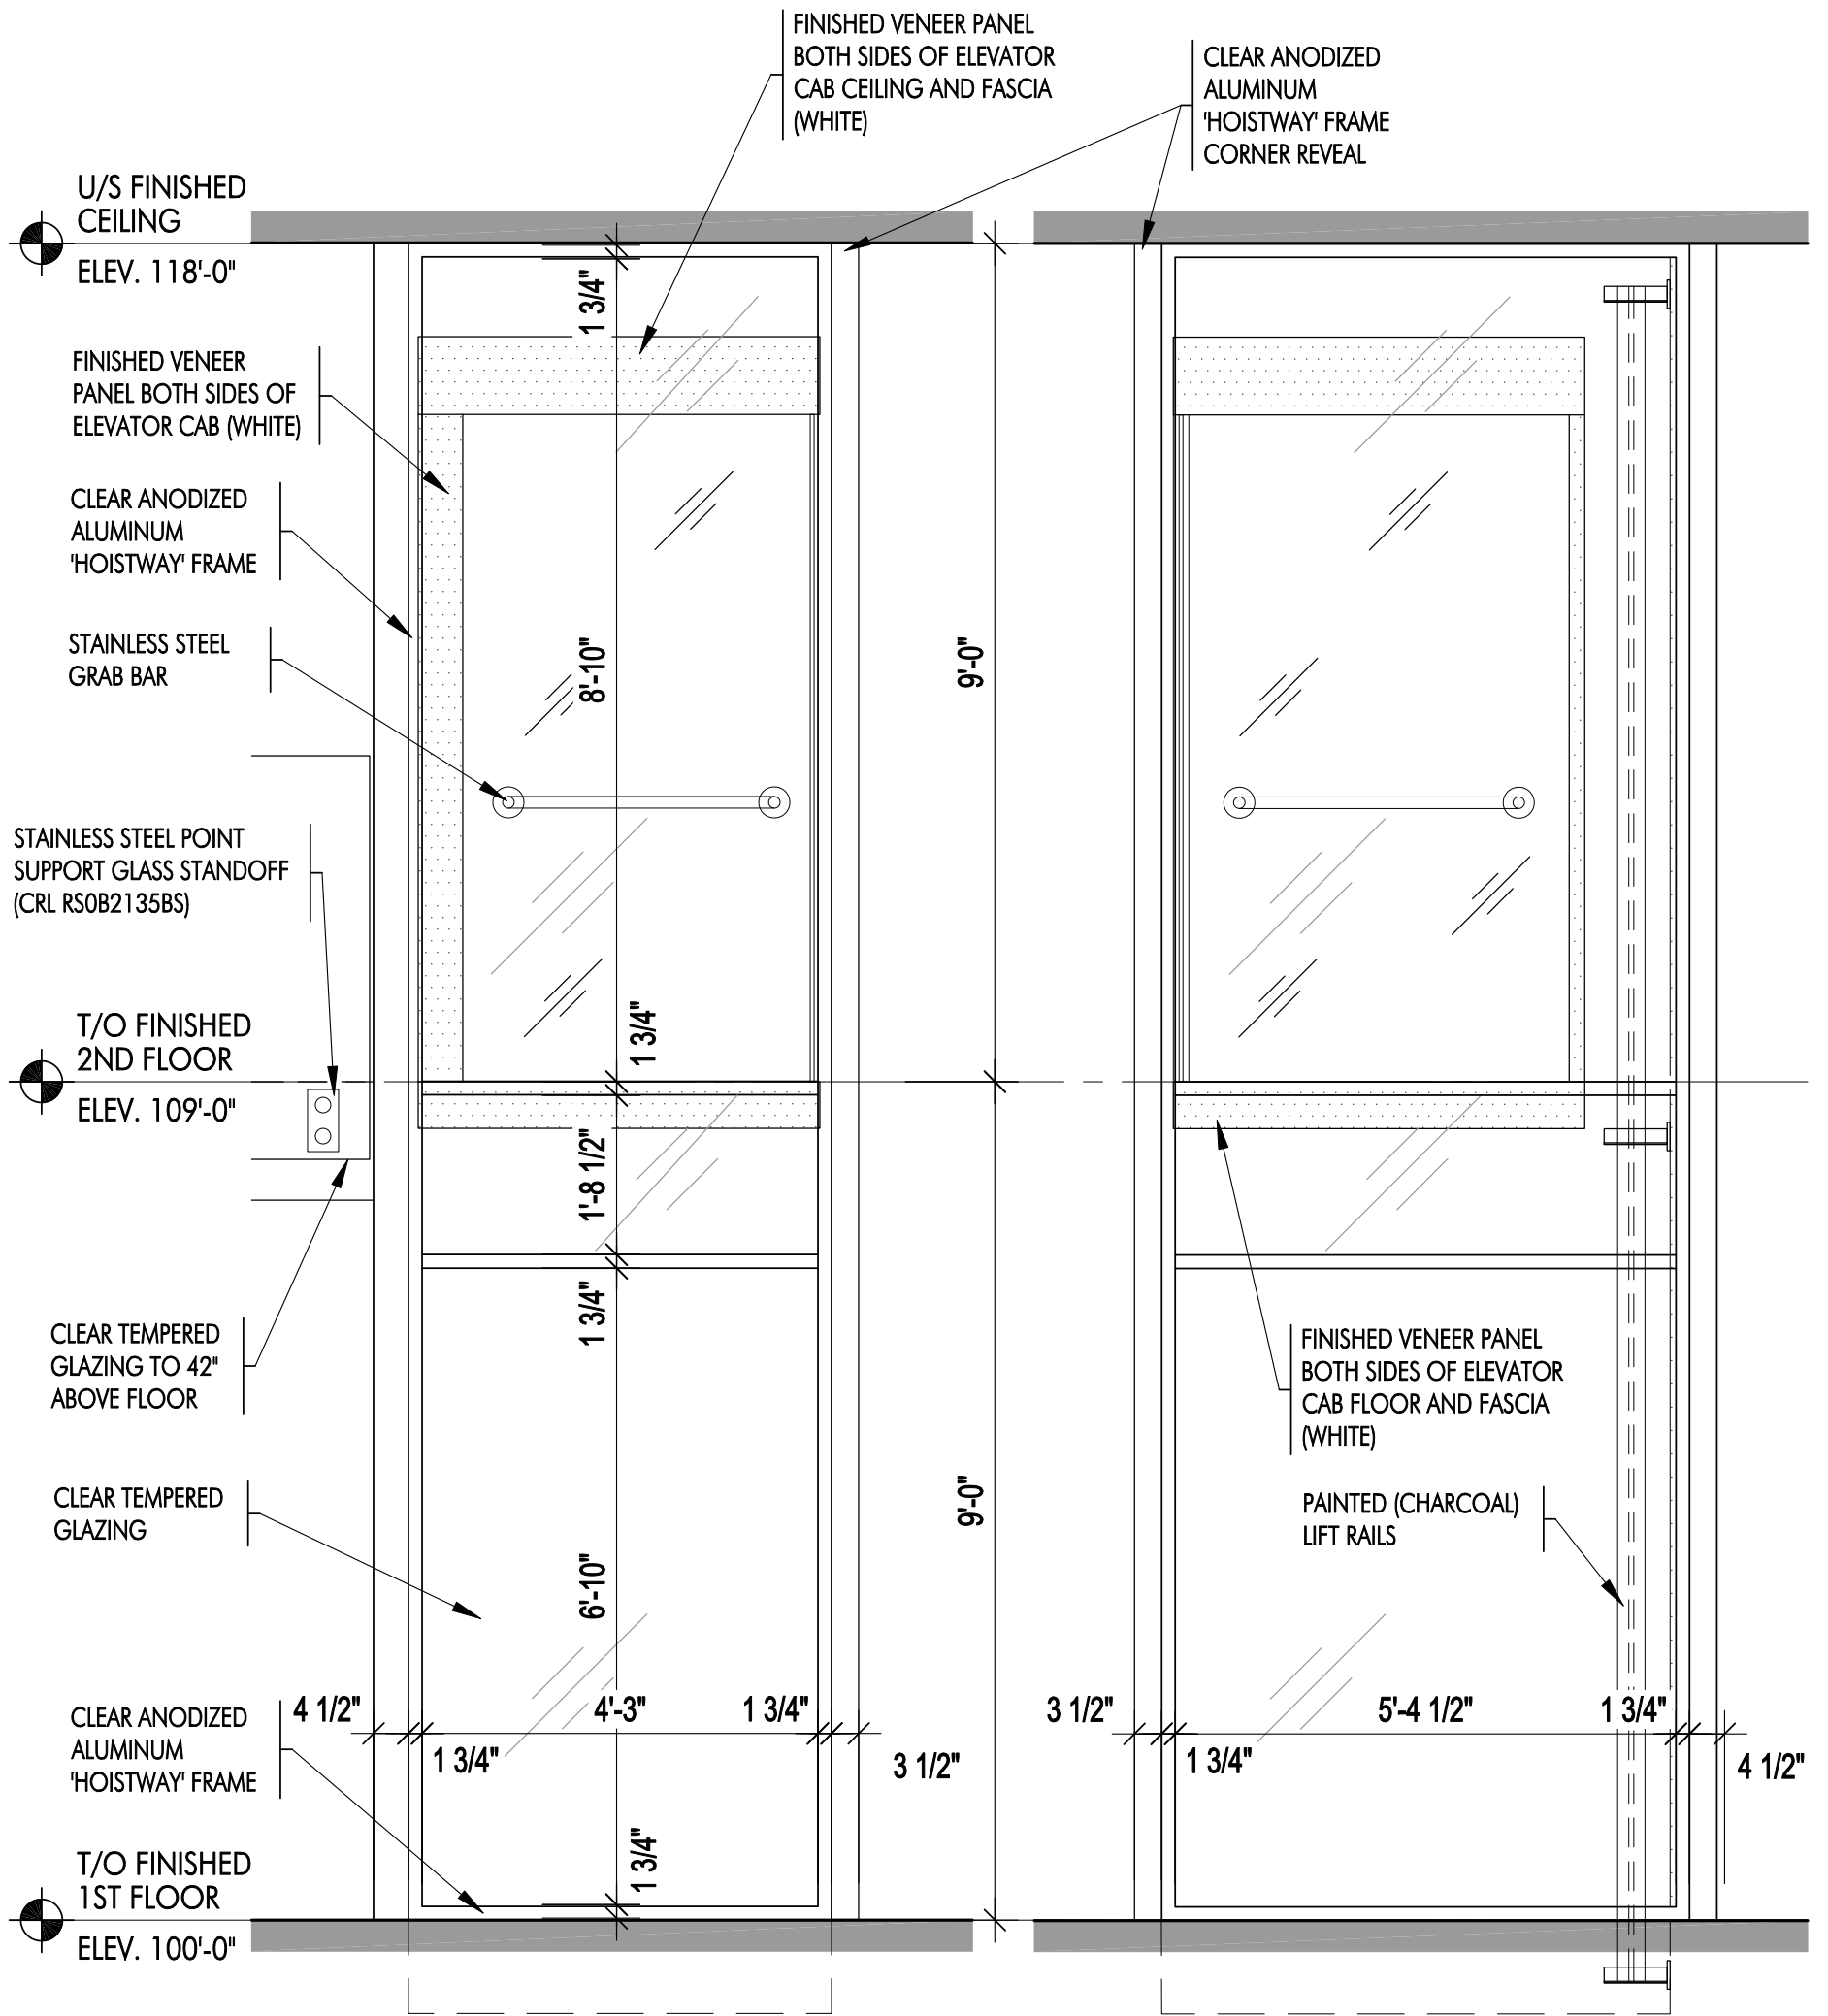 FINISHED VENEER PANEL
BOTH SIDES OF ELEVATOR
CAB CEILING AND FASCIA
(WHITE)
CLEAR ANODIZED
ALUMINUM
'HOISTWAY' FRAME
CORNER REVEAL
U/S FINISHED
CEILING
ELEV. 118'-0"
1 3/4"
FINISHED VENEER
PANEL BOTH SIDES OF
ELEVATOR CAB (WHITE)
CLEAR ANODIZED
ALUMINUM
'HOISTWAY' FRAME
STAINLESS STEEL
GRAB BAR
8'-10"
9'-0"
STAINLESS STEEL POINT
SUPPORT GLASS STANDOFF
(CRL RS0B2135BS)
T/O FINISHED
2ND FLOOR
ELEV. 109'-0"
1 3/4"
1'-8 1/2"
1 3/4"
CLEAR TEMPERED
GLAZING TO 42"
ABOVE FLOOR
FINISHED VENEER PANEL
BOTH SIDES OF ELEVATOR
CAB FLOOR AND FASCIA
(WHITE)
CLEAR TEMPERED
GLAZING
9'-0"
PAINTED (CHARCOAL)
LIFT RAILS
6'-10"
CLEAR ANODIZED
ALUMINUM
'HOISTWAY' FRAME
4 1/2"
1 3/4"
4'-3"
1 3/4"
3 1/2"
3 1/2"
1 3/4"
5'-4 1/2"
1 3/4"
4 1/2"
1 3/4"
T/O FINISHED
1ST FLOOR
ELEV. 100'-0"